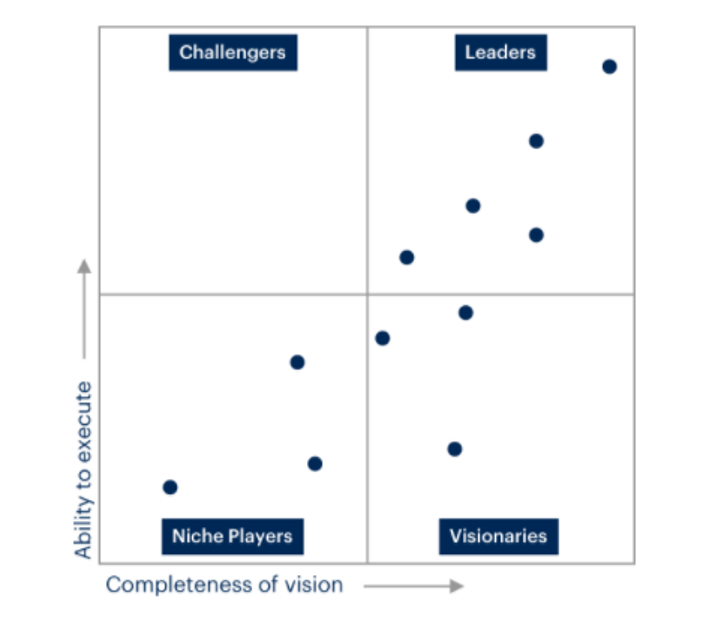 Challengers
Leaders
Ability to execute
Niche Players
Visionaries
Completeness of vision